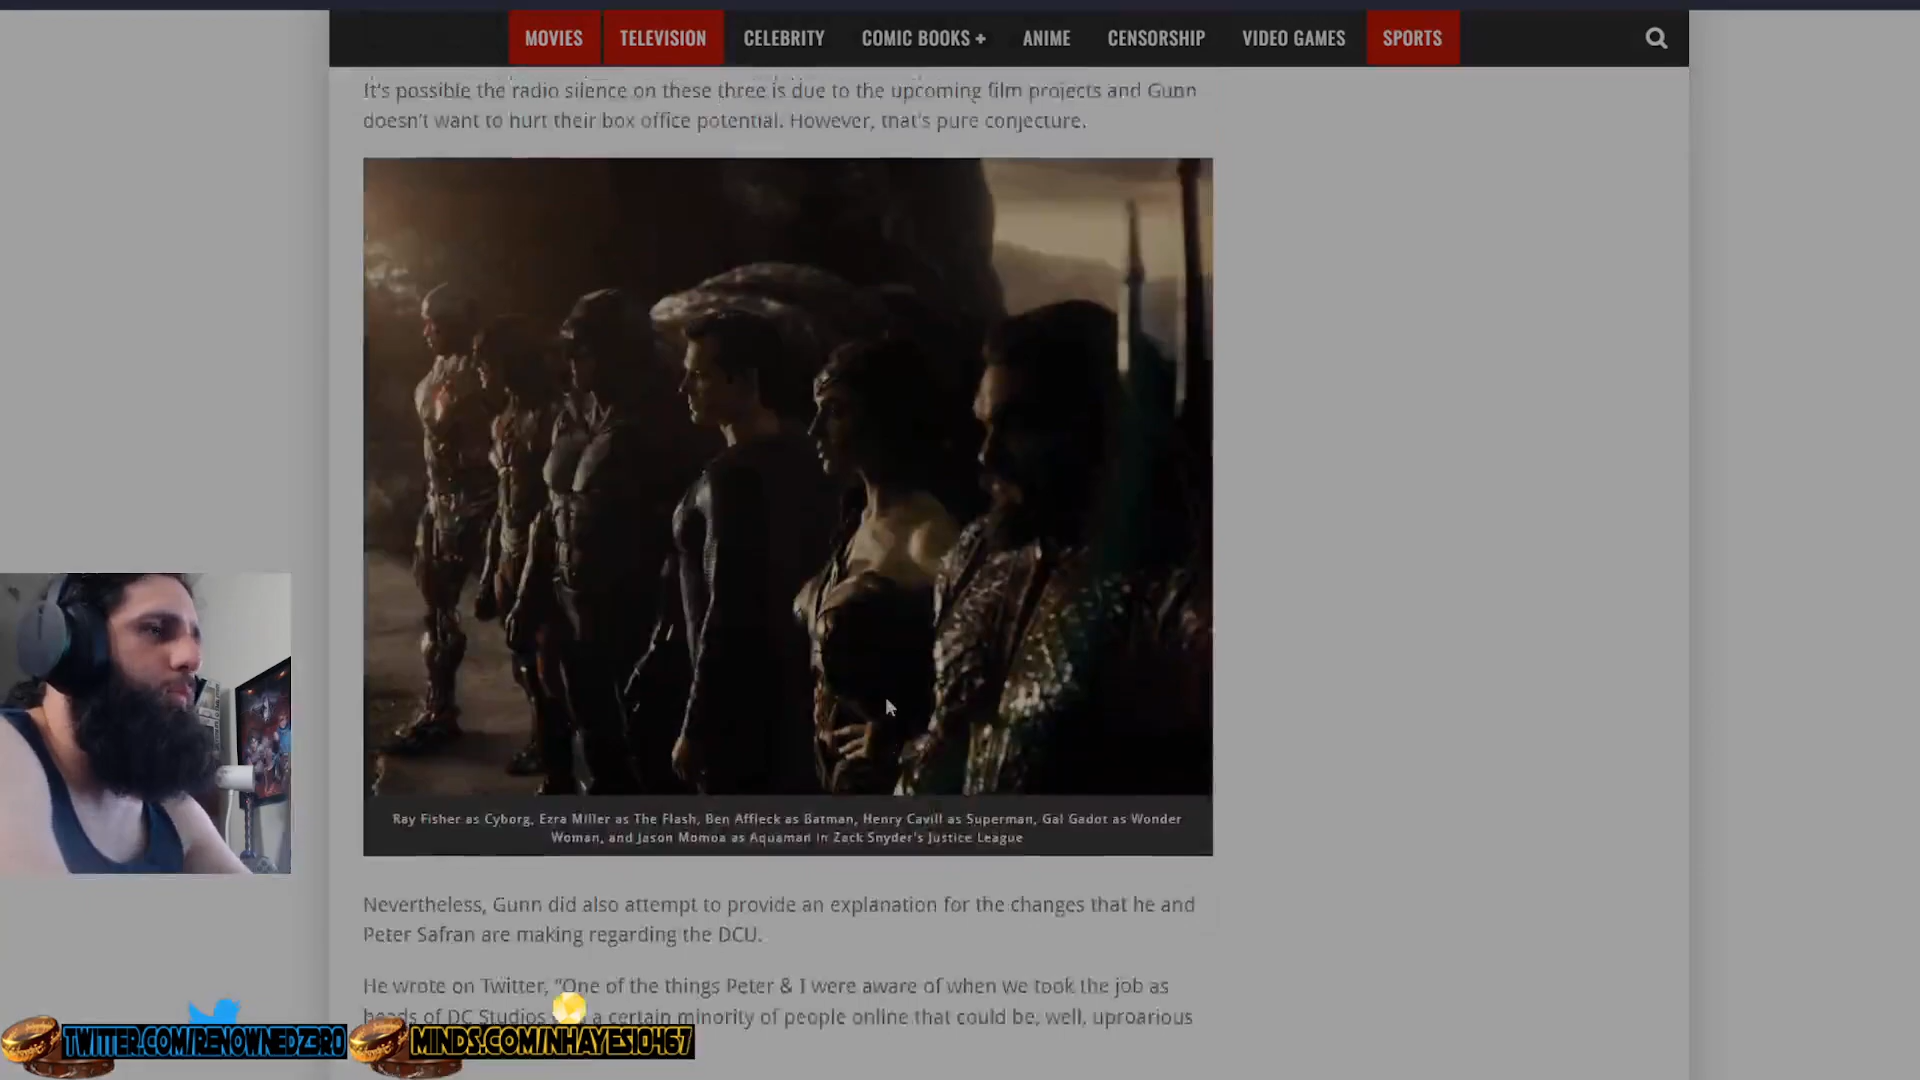 MOVIES TELEVISION CELEBRITY COMIC BOOKS + ANIME CENSORSHIP VIDEO GAMES SPORTS
It's possible the radio silence on these three is due to the upcoming film projects and Gunn
doesn't want to hurt their box office potential. However, that's pure conjecture.
Ray Fisher as Cyborg, Ezra Miller as The Flash, Ben Affleck as Batman, Henry Cavill as Superman, Gal Gadot as Wonder
Woman, and Jason Momoa as Aquaman in Zack Snyder's Justice League
Nevertheless, Gunn did also attempt to provide an explanation for the changes that he and
Peter Safran are making regarding the DCU.
He wrote on Twitter, "One of the things Peter & I were aware of when we took the job as
heads of DC Studios a certain minority of people online that could be, well, uproarious
TWITTER.COM/RENOWNEDZ3R0 MINDS.COM/NHAYES10467